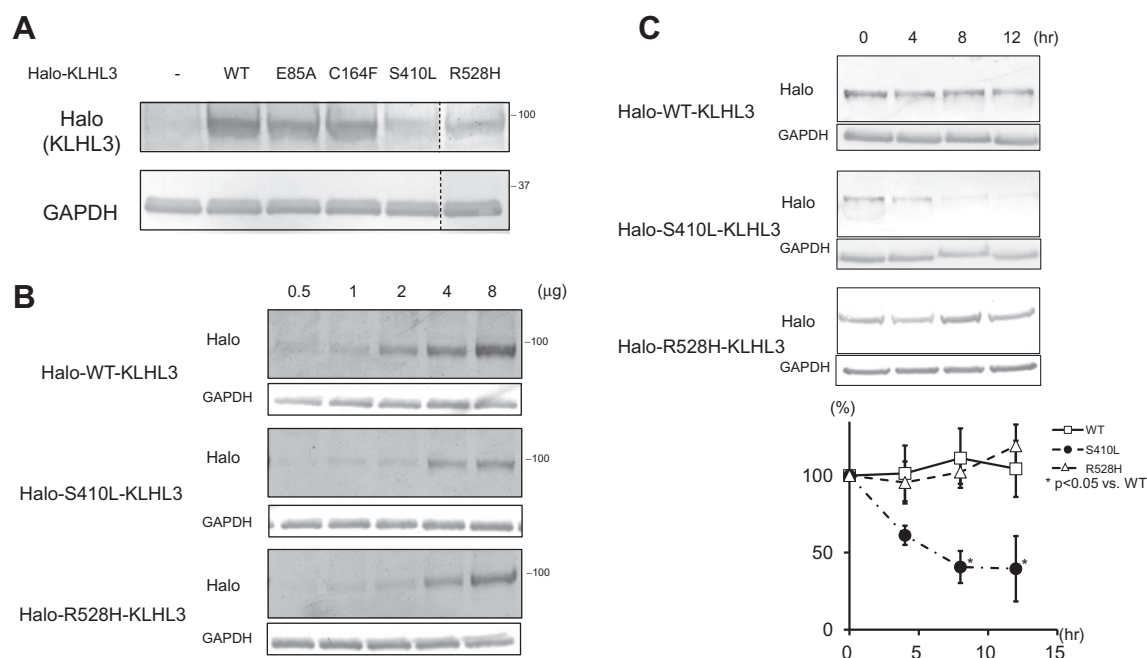 A
Halo-KLHL3 - WT E85A C164F S410L R528H
Halo
(KLHL3)
100
37
GAPDH
B
0.5 1 2 4 8 (μg)
Halo
100
Halo-WT-KLHL3
GAPDH
Halo
100
Halo-S410L-KLHL3
GAPDH
100
Halo
Halo-R528H-KLHL3
GAPDH
C
0 4 8 12 (hr)
Halo
Halo-WT-KLHL3
GAPDH
Halo
Halo-S410L-KLHL3
GAPDH
Halo
Halo-R528H-KLHL3
GAPDH
(%)
WT
S410L
R528H
* p<0.05 vs. WT
100
50
* *
0
0 5 10 15 (hr)